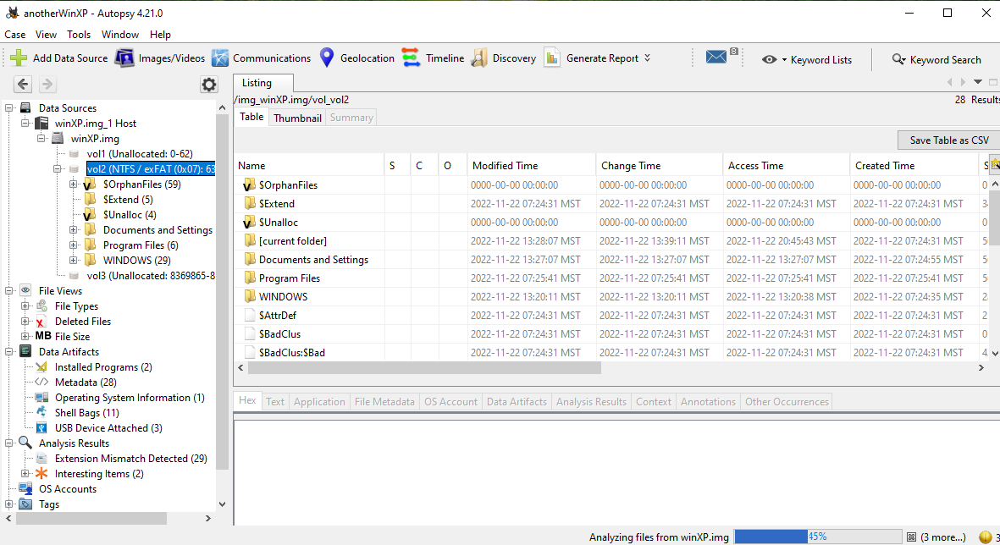 anotherWinXP - Autopsy 4.21.0
Case View Tools Window Help
Add Data Source Images/Videos Communications Geolocation Timeline Discovery Generate Report Keyword Lists Keyword Search
Listing
/img_winXP.img/vol_vol2
28 Results
Table Thumbnail Summary
Save Table as CSV
Data Sources
winXP.img_1 Host
winXP.img
vol1 (Unallocated: 0-62)
vol2 (NTFS / exFAT (0x07): 63
$OrphanFiles (59)
$Extend (5)
$Unalloc (4)
Documents and Settings
Program Files (6)
WINDOWS (29)
vol3 (Unallocated: 8369865-8
File Views
File Types
Deleted Files
MB File Size
Data Artifacts
Installed Programs (2)
Metadata (28)
Operating System Information (1)
Shell Bags (11)
USB Device Attached (3)
Analysis Results
Extension Mismatch Detected (29)
Interesting Items (2)
OS Accounts
Tags
Name S C O Modified Time Change Time Access Time Created Time S
$OrphanFiles 0000-00-00 00:00:00 0000-00-00 00:00:00 0000-00-00 00:00:00 0000-00-00 00:00:00 0
$Extend 2022-11-22 07:24:31 MST 2022-11-22 07:24:31 MST 2022-11-22 07:24:31 MST 2022-11-22 07:24:31 MST 34
$Unalloc 0000-00-00 00:00:00 0000-00-00 00:00:00 0000-00-00 00:00:00 0000-00-00 00:00:00 0
[current folder] 2022-11-22 13:28:07 MST 2022-11-22 13:39:11 MST 2022-11-22 20:45:43 MST 2022-11-22 07:24:31 MST 5
Documents and Settings 2022-11-22 13:27:07 MST 2022-11-22 13:27:07 MST 2022-11-22 13:27:07 MST 2022-11-22 07:24:55 MST 5
Program Files 2022-11-22 07:25:41 MST 2022-11-22 07:25:41 MST 2022-11-22 07:25:41 MST 2022-11-22 07:25:41 MST 5
WINDOWS 2022-11-22 13:20:11 MST 2022-11-22 13:20:11 MST 2022-11-22 13:20:38 MST 2022-11-22 07:24:35 MST 2
$AttrDef 2022-11-22 07:24:31 MST 2022-11-22 07:24:31 MST 2022-11-22 07:24:31 MST 2022-11-22 07:24:31 MST 2
$BadClus 2022-11-22 07:24:31 MST 2022-11-22 07:24:31 MST 2022-11-22 07:24:31 MST 2022-11-22 07:24:31 MST 0
$BadClus:$Bad 2022-11-22 07:24:31 MST 2022-11-22 07:24:31 MST 2022-11-22 07:24:31 MST 2022-11-22 07:24:31 MST 4
Hex Text Application File Metadata OS Account Data Artifacts Analysis Results Context Annotations Other Occurrences
Analyzing files from winXP.img 45% (3 more...) 3